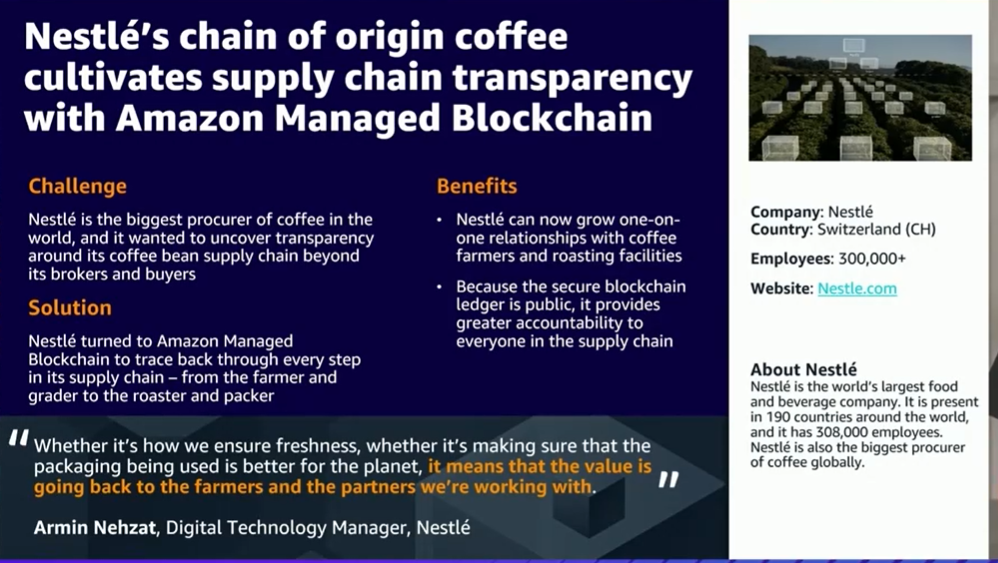 Nestlé’s chain of origin coffee
cultivates supply chain transparency
with Amazon Managed Blockchain
Challenge
Nestlé is the biggest procurer of coffee in the
world, and it wanted to uncover transparency
around its coffee bean supply chain beyond
its brokers and buyers
Solution
Nestlé turned to Amazon Managed
Blockchain to trace back through every step
in its supply chain – from the farmer and
grader to the roaster and packer
Benefits
• Nestlé can now grow one-on-
one relationships with coffee
farmers and roasting facilities
• Because the secure blockchain
ledger is public, it provides
greater accountability to
everyone in the supply chain
“Whether it’s how we ensure freshness, whether it’s making sure that the
packaging being used is better for the planet, it means that the value is
going back to the farmers and the partners we’re working with.”
Armin Nehzat, Digital Technology Manager, Nestlé
Company: Nestlé
Country: Switzerland (CH)
Employees: 300,000+
Website: Nestle.com
About Nestlé
Nestlé is the world’s largest food
and beverage company. It is present
in 190 countries around the world,
and it has 308,000 employees.
Nestlé is also the biggest procurer
of coffee globally.